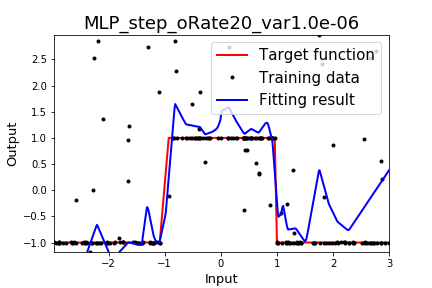 MLP_step_oRate20_var1.0e-06
Target function
Training data
Fitting result
Output
2.5
2.0
1.5
1.0
0.5
0.0
−0.5
−1.0
−2 −1 0 1 2 3
Input